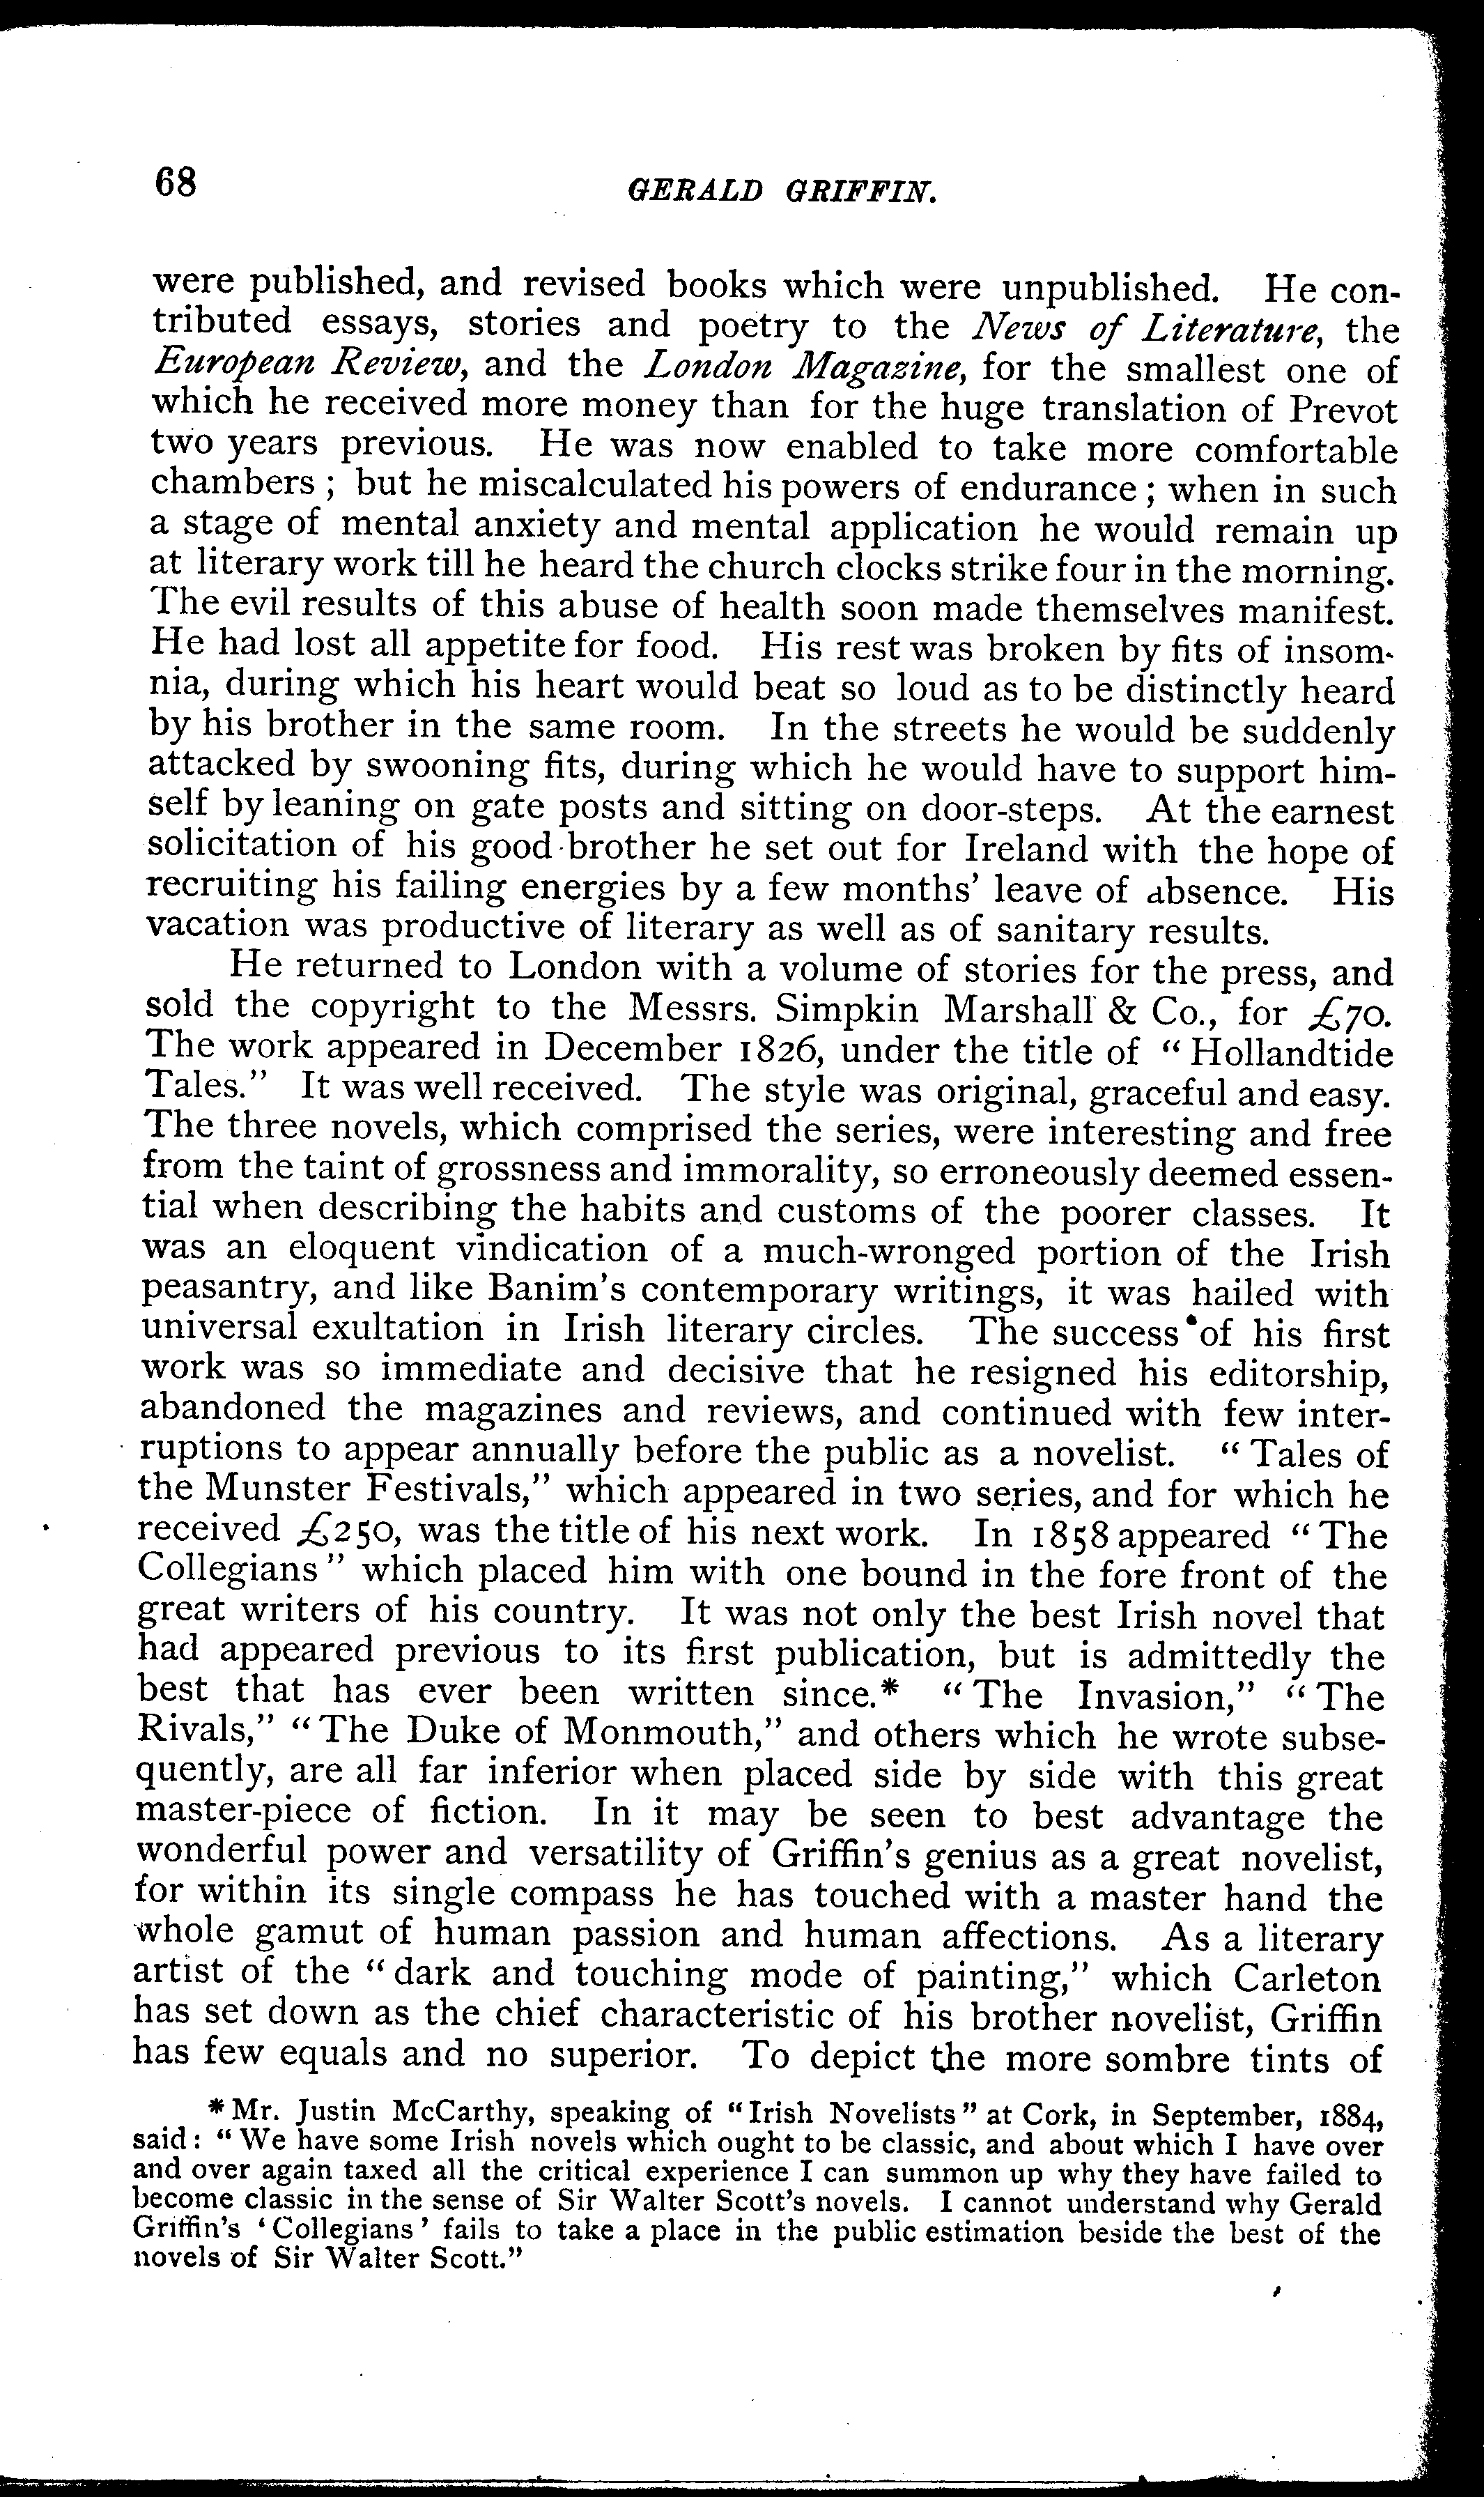 68
GERALD GRIFFIN.
were published, and revised books which were unpublished. He con-
tributed essays, stories and poetry to the News of Literature, the
European Review, and the London Magazine, for the smallest one of
which he received more money than for the huge translation of Prevot
two years previous. He was now enabled to take more comfortable
chambers ; but he miscalculated his powers of endurance ; when in such
a stage of mental anxiety and mental application he would remain up
at literary work till he heard the church clocks strike four in the morning.
The evil results of this abuse of health soon made themselves manifest.
He had lost all appetite for food. His rest was broken by fits of insom-
nia, during which his heart would beat so loud as to be distinctly heard
by his brother in the same room. In the streets he would be suddenly
attacked by swooning fits, during which he would have to support him-
self by leaning on gate posts and sitting on door-steps. At the earnest
solicitation of his good brother he set out for Ireland with the hope of
recruiting his failing energies by a few months' leave of absence. His
vacation was productive of literary as well as of sanitary results.
He returned to London with a volume of stories for the press, and
sold the copyright to the Messrs. Simpkin Marshall & Co., for £70.
The work appeared in December 1826, under the title of " Hollandtide
Tales." It was well received. The style was original, graceful and easy.
The three novels, which comprised the series, were interesting and free
from the taint of grossness and immorality, so erroneously deemed essen-
tial when describing the habits and customs of the poorer classes. It
was an eloquent vindication of a much-wronged portion of the Irish
peasantry, and like Banim's contemporary writings, it was hailed with
universal exultation in Irish literary circles. The success of his first
work was so immediate and decisive that he resigned his editorship,
abandoned the magazines and reviews, and continued with few inter-
ruptions to appear annually before the public as a novelist. " Tales of
the Munster Festivals," which appeared in two series, and for which he
received £250, was the title of his next work. In 1858 appeared " The
Collegians " which placed him with one bound in the fore front of the
great writers of his country. It was not only the best Irish novel that
had appeared previous to its first publication, but is admittedly the
best that has ever been written since.* " The Invasion," " The
Rivals," " The Duke of Monmouth," and others which he wrote subse-
quently, are all far inferior when placed side by side with this great
master-piece of fiction. In it may be seen to best advantage the
wonderful power and versatility of Griffin's genius as a great novelist,
for within its single compass he has touched with a master hand the
whole gamut of human passion and human affections. As a literary
artist of the " dark and touching mode of painting," which Carleton
has set down as the chief characteristic of his brother novelist, Griffin
has few equals and no superior. To depict the more sombre tints of
* Mr. Justin McCarthy, speaking of " Irish Novelists " at Cork, in September, 1884,
said : " We have some Irish novels which ought to be classic, and about which I have over
and over again taxed all the critical experience I can summon up why they have failed to
become classic in the sense of Sir Walter Scott's novels. I cannot understand why Gerald
Griffin's ' Collegians ' fails to take a place in the public estimation beside the best of the
novels of Sir Walter Scott."